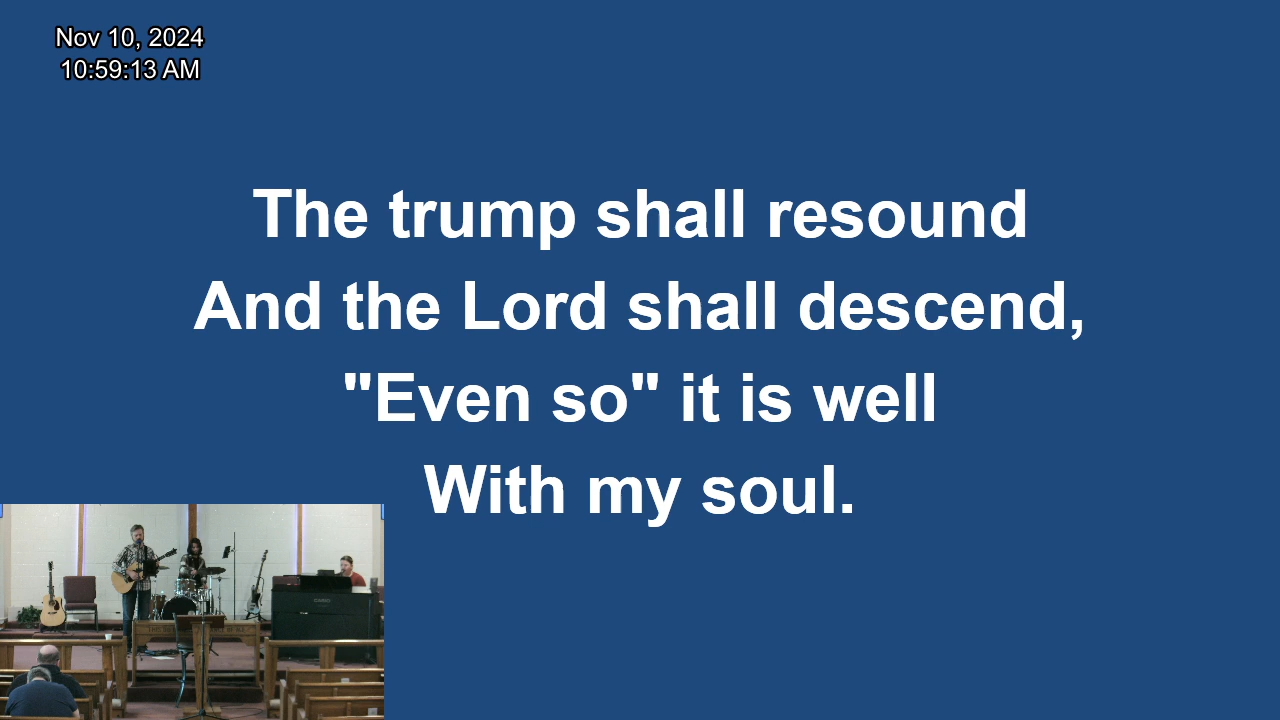 Nov 10, 2024
10:59:13 AM
The trump shall resound
And the Lord shall descend,
"Even so" it is well
With my soul.